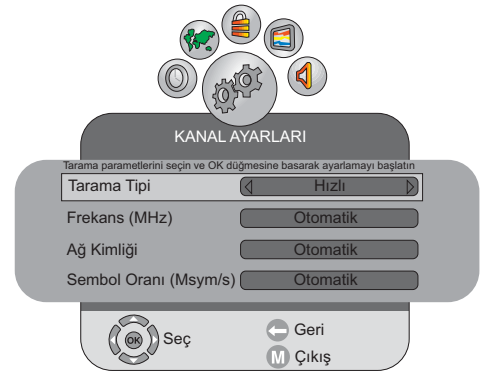 KANAL AYARLARI
Tarama parametrelerini seçin ve OK düğmesine basarak ayarlamayı başlatın
Tarama Tipi Hızlı
Frekans (MHz) Otomatik
Ağ Kimliği Otomatik
Sembol Oranı (Msym/s) Otomatik
OK Seç
Geri
M Çıkış